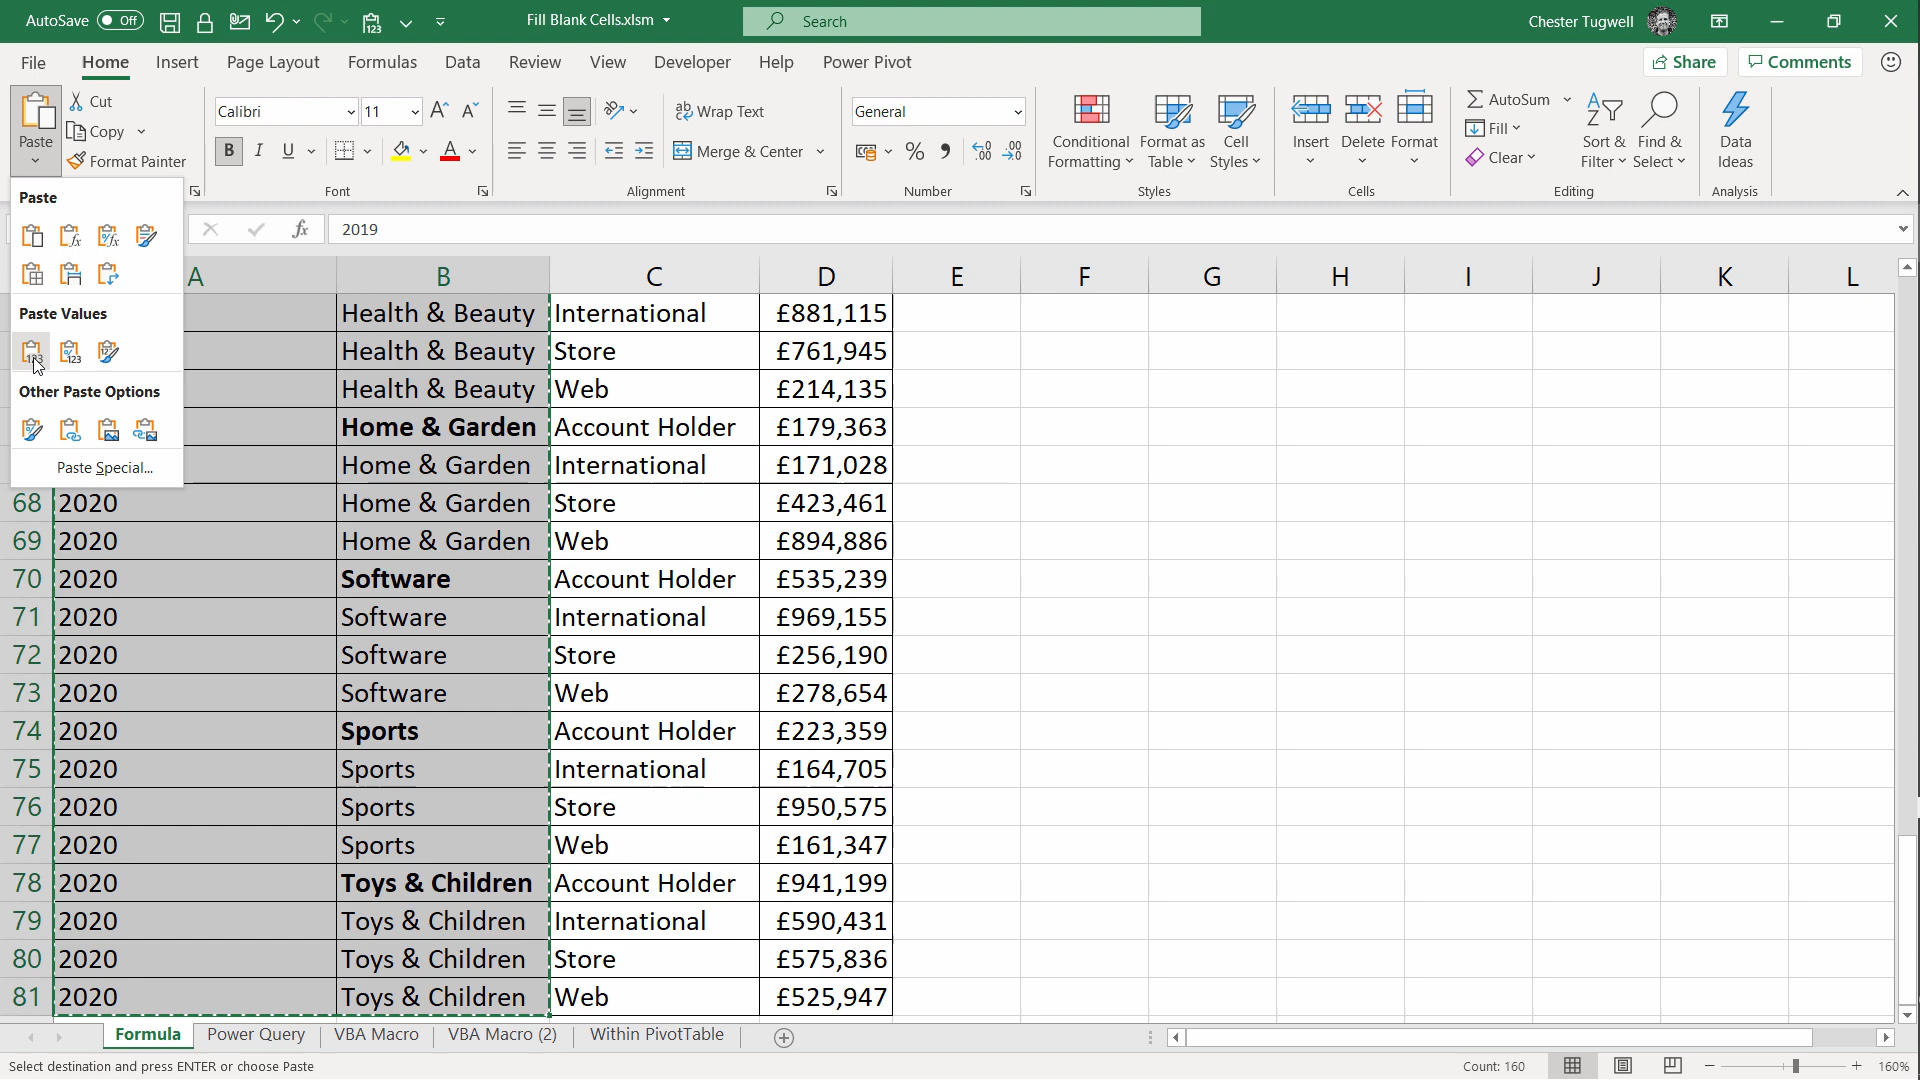 AutoSave Off Fill Blank Cells.xlsm Search Chester Tugwell
File Home Insert Page Layout Formulas Data Review View Developer Help Power Pivot Share Comments
Paste Cut Copy Format Painter
Calibri 11 B I U A Font
Wrap Text Merge & Center Alignment
General % Number
Conditional Formatting Format as Table Cell Styles Styles
Insert Delete Format Cells
AutoSum Fill Clear Sort & Filter Find & Select Editing
Data Ideas Analysis
Paste
Paste Values
Other Paste Options
Paste Special...
fx 2019
A B C D E F G H I J K L
Health & Beauty International £881,115
Health & Beauty Store £761,945
Health & Beauty Web £214,135
Home & Garden Account Holder £179,363
Home & Garden International £171,028
68 2020 Home & Garden Store £423,461
69 2020 Home & Garden Web £894,886
70 2020 Software Account Holder £535,239
71 2020 Software International £969,155
72 2020 Software Store £256,190
73 2020 Software Web £278,654
74 2020 Sports Account Holder £223,359
75 2020 Sports International £164,705
76 2020 Sports Store £950,575
77 2020 Sports Web £161,347
78 2020 Toys & Children Account Holder £941,199
79 2020 Toys & Children International £590,431
80 2020 Toys & Children Store £575,836
81 2020 Toys & Children Web £525,947
Formula Power Query VBA Macro VBA Macro (2) Within PivotTable
Select destination and press ENTER or choose Paste Count: 160 160%